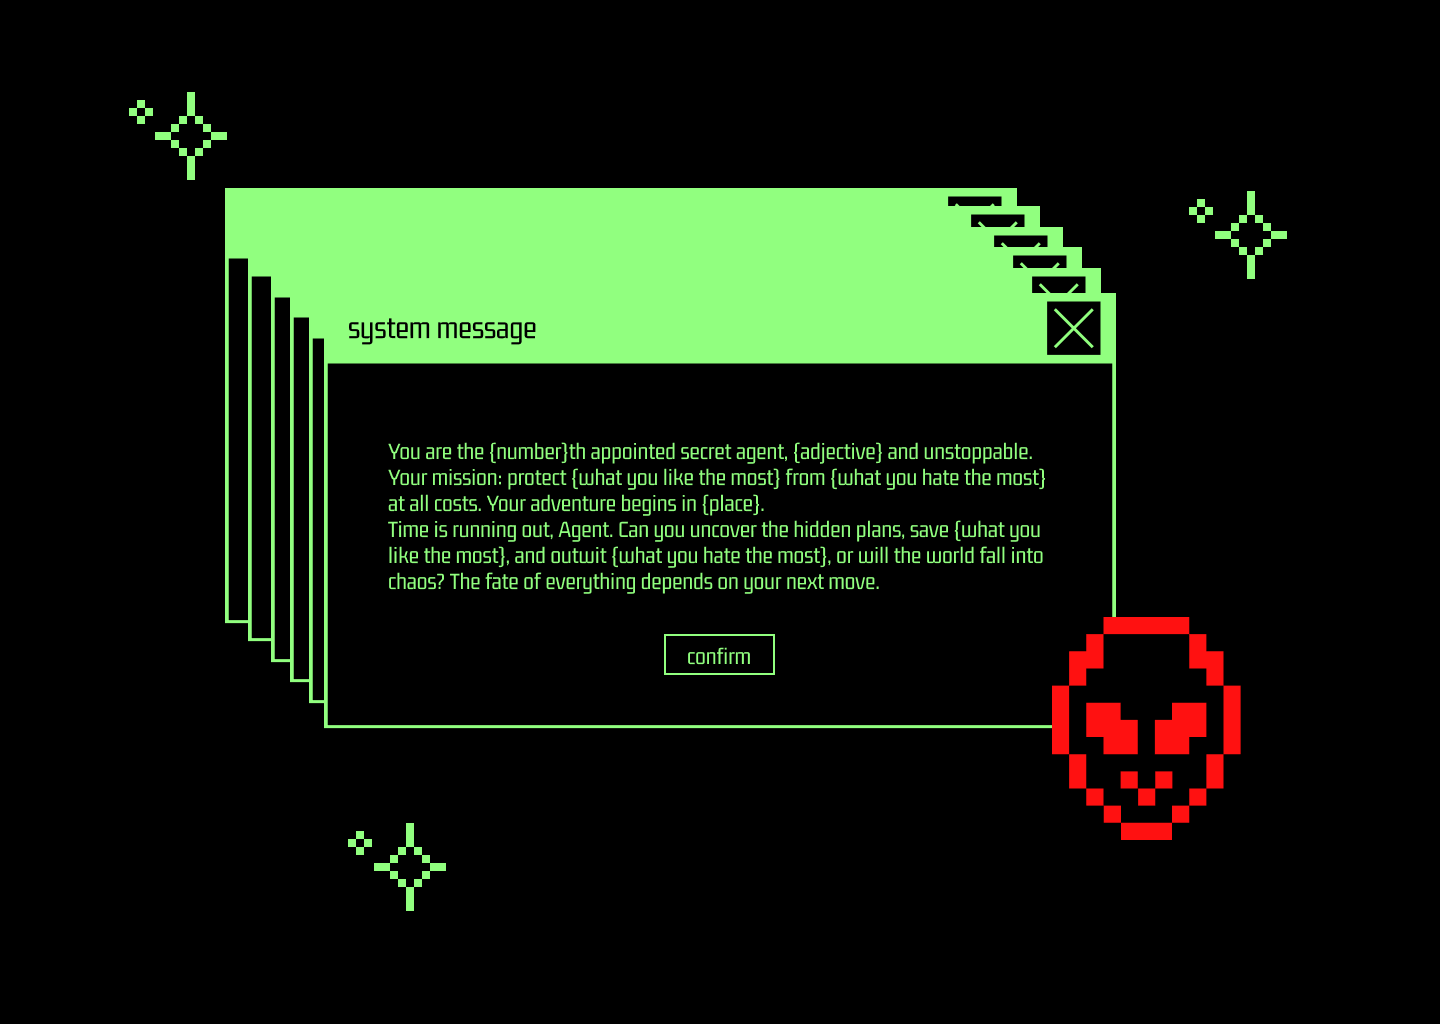 system message
You are the {number}th appointed secret agent, {adjective} and unstoppable.
Your mission: protect {what you like the most} from {what you hate the most}
at all costs. Your adventure begins in {place}.
Time is running out, Agent. Can you uncover the hidden plans, save {what you
like the most}, and outwit {what you hate the most}, or will the world fall into
chaos? The fate of everything depends on your next move.
confirm